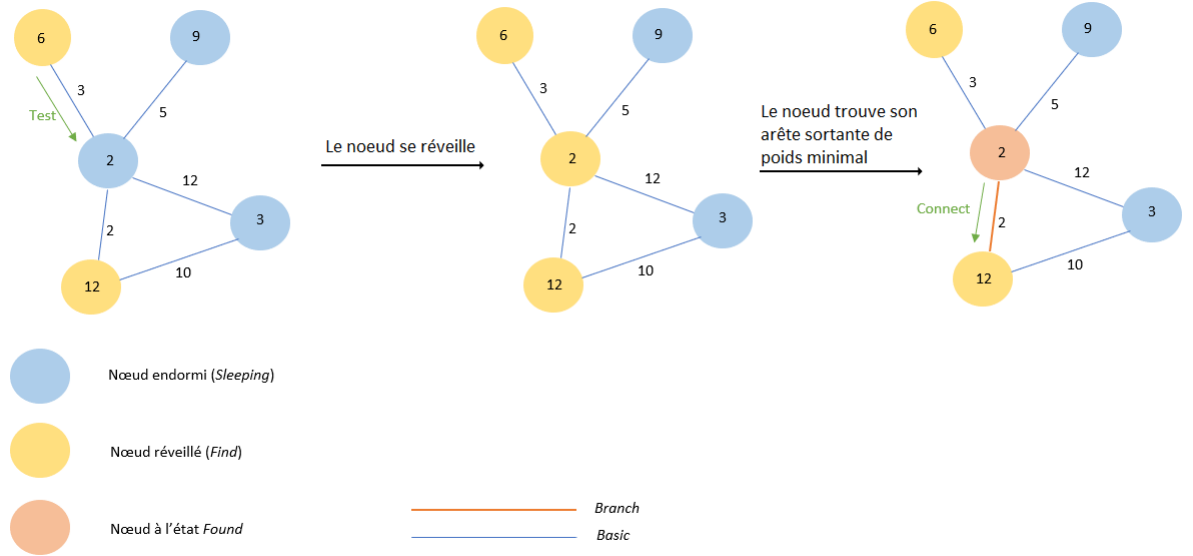 6
9
3
5
Test
2
12
3
2
10
12
Le noeud se réveille
6
9
3
5
2
12
3
2
10
12
Le noeud trouve son
arête sortante de
poids minimal
6
9
3
5
2
12
Connect
3
2
10
12
Nœud endormi (Sleeping)
Nœud réveillé (Find)
Nœud à l'état Found
Branch
Basic